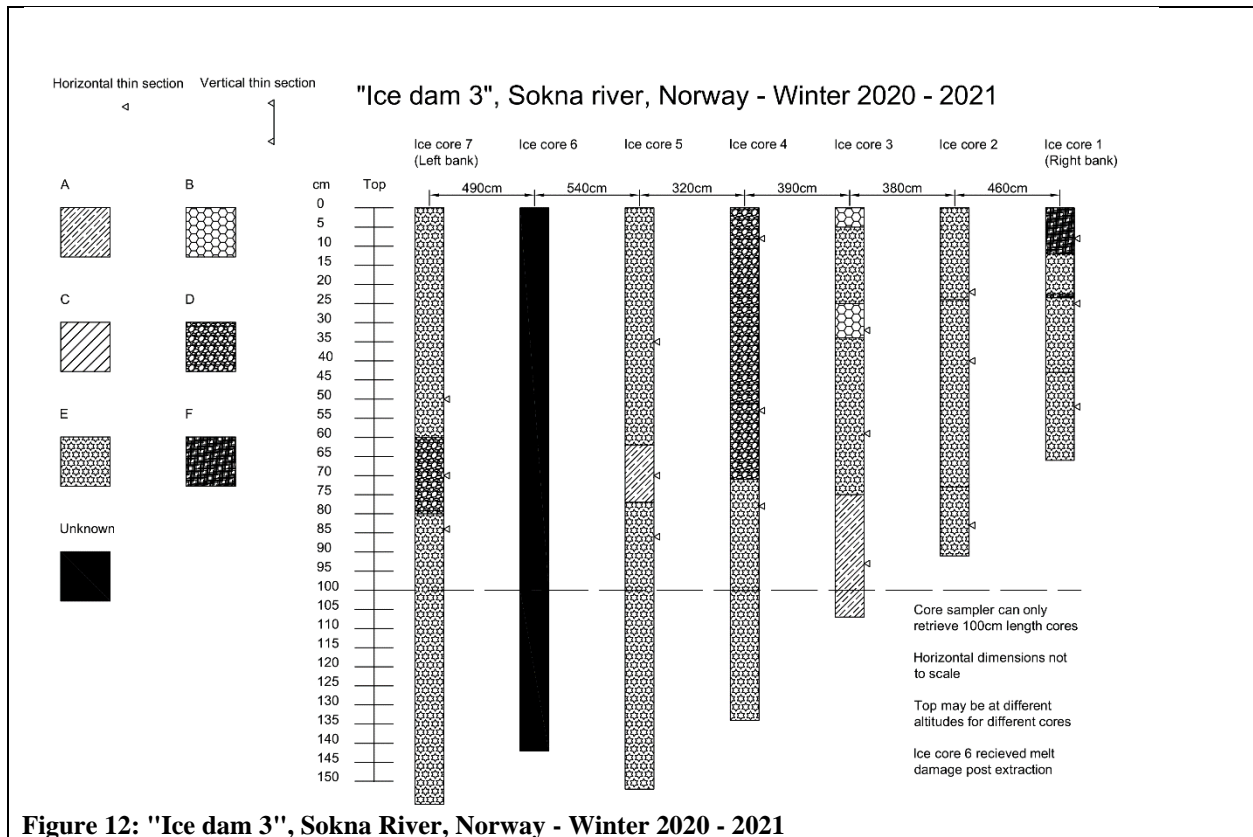 Horizontal thin section
Vertical thin section
"Ice dam 3", Sokna river, Norway - Winter 2020 - 2021
Ice core 7
(Left bank)
Ice core 6
Ice core 5
Ice core 4
Ice core 3
Ice core 2
Ice core 1
(Right bank)
A
B
cm
Top
490cm
540cm
320cm
390cm
380cm
460cm
0
5
10
15
20
25
C
D
30
35
40
45
50
55
E
F
60
65
70
75
80
Unknown
85
90
95
100
105
110
115
120
125
130
135
140
145
150
Core sampler can only
retrieve 100cm length cores
Horizontal dimensions not
to scale
Top may be at different
altitudes for different cores
Ice core 6 recieved melt
damage post extraction
Figure 12: "Ice dam 3", Sokna River, Norway - Winter 2020 - 2021